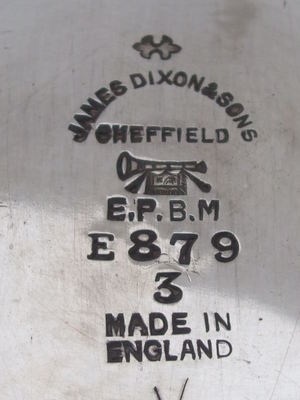 JAMES DIXON & SONS
SHEFFIELD
E.P.B.M
E879
3
MADE IN
ENGLAND